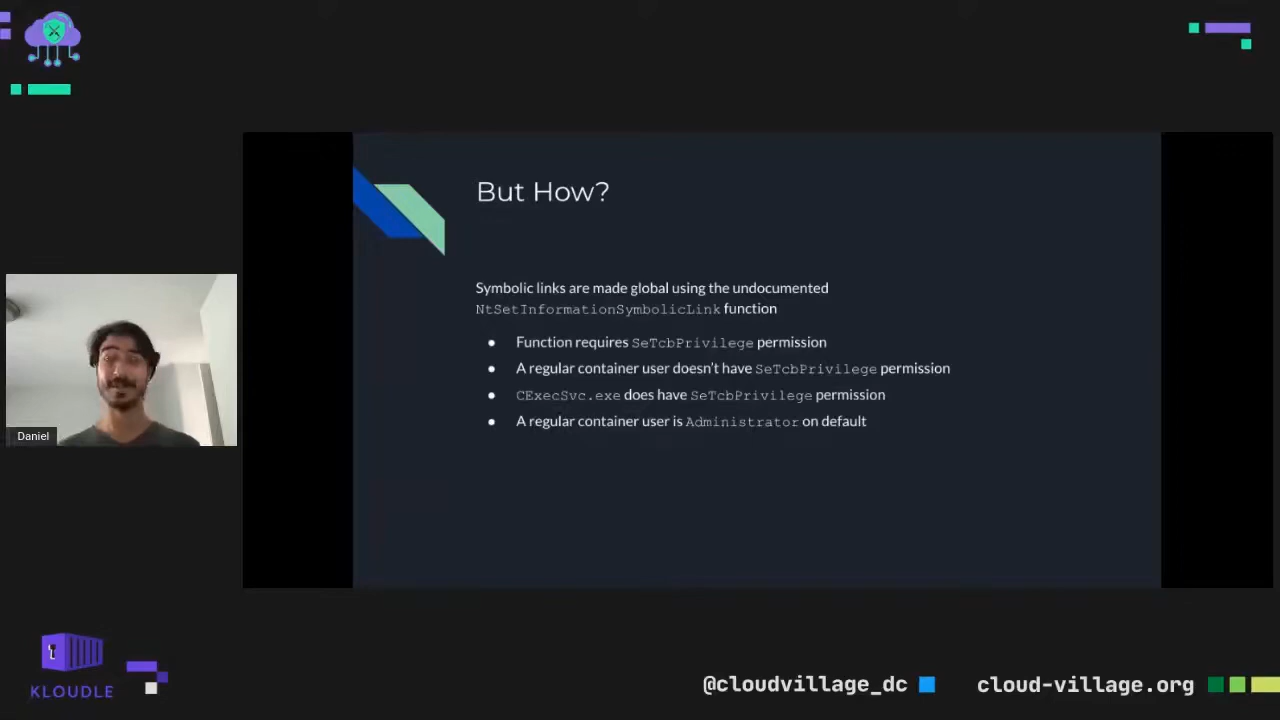 But How?
Symbolic links are made global using the undocumented
NtSetInformationSymbolicLink function
● Function requires SeTcbPrivilege permission
● A regular container user doesn't have SeTcbPrivilege permission
● CExecSvc.exe does have SeTcbPrivilege permission
● A regular container user is Administrator on default
Daniel
KLOUDLE
@cloudvillage_dc
cloud-village.org